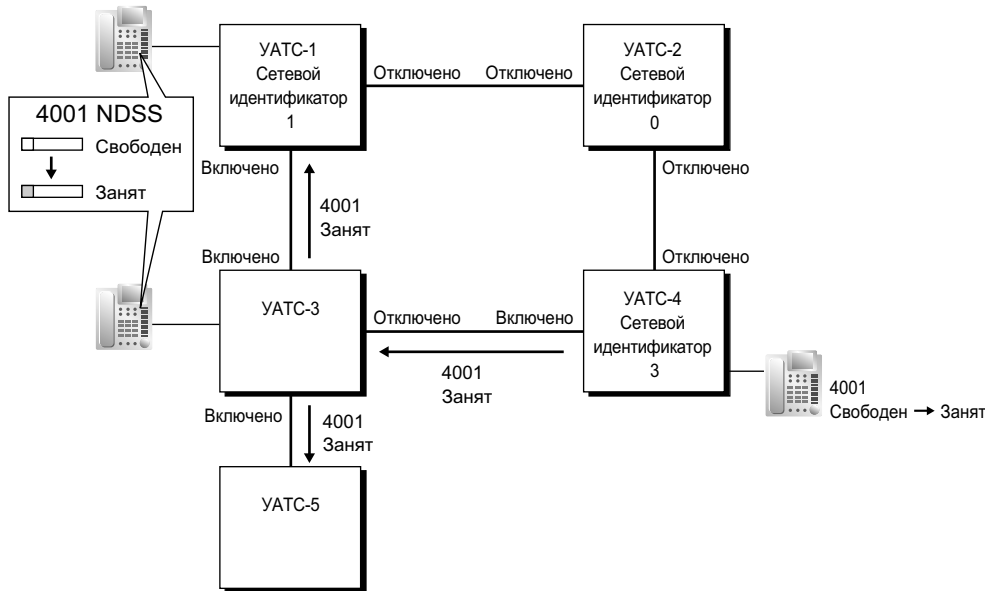 УАТС-1
Сетевой
идентификатор
1
Отключено
Отключено
УАТС-2
Сетевой
идентификатор
0
4001 NDSS
Свободен
Занят
Включено
4001
Занят
Включено
Отключено
Отключено
УАТС-3
Отключено
Включено
УАТС-4
Сетевой
идентификатор
3
4001
Занят
4001
Свободен → Занят
Включено
4001
Занят
УАТС-5